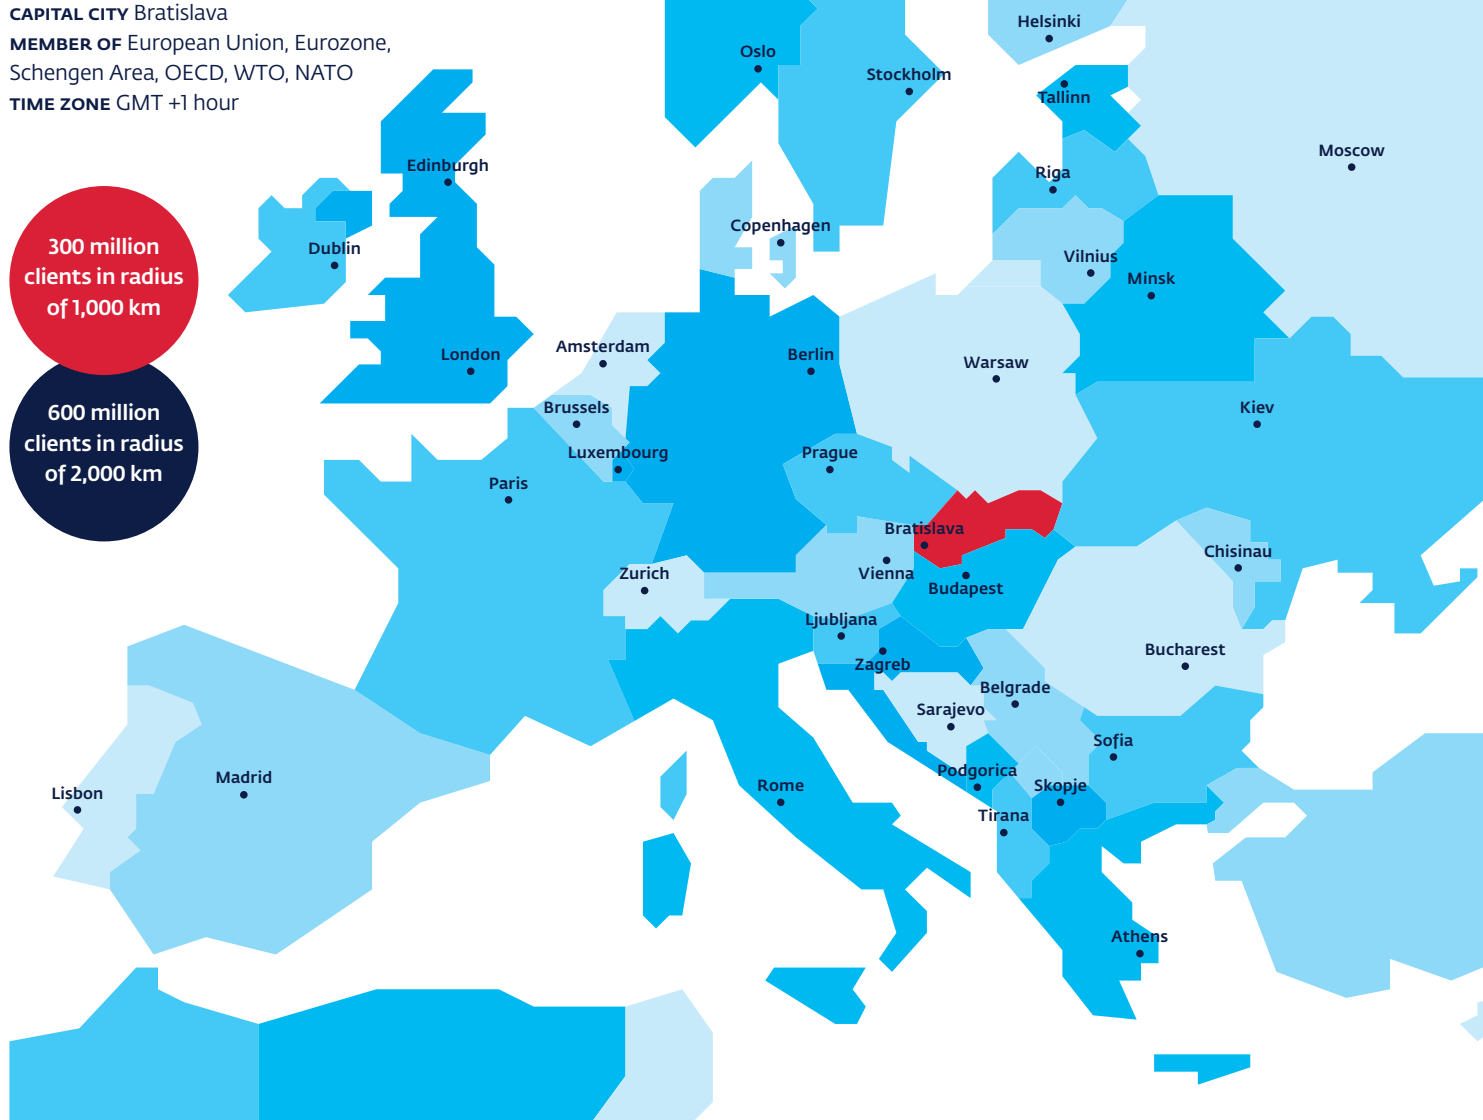 CAPITAL CITY Bratislava
MEMBER OF European Union, Eurozone,
Schengen Area, OECD, WTO, NATO
TIME ZONE GMT +1 hour
300 million
clients in radius
of 1,000 km
600 million
clients in radius
of 2,000 km
Helsinki
Oslo
Stockholm
Tallinn
Moscow
Edinburgh
Riga
Copenhagen
Dublin
Vilnius
Minsk
Amsterdam
London
Berlin
Warsaw
Brussels
Kiev
Luxembourg
Prague
Paris
Bratislava
Chisinau
Zurich
Vienna
Budapest
Ljubljana
Bucharest
Zagreb
Belgrade
Sarajevo
Sofia
Podgorica
Madrid
Rome
Skopje
Lisbon
Tirana
Athens